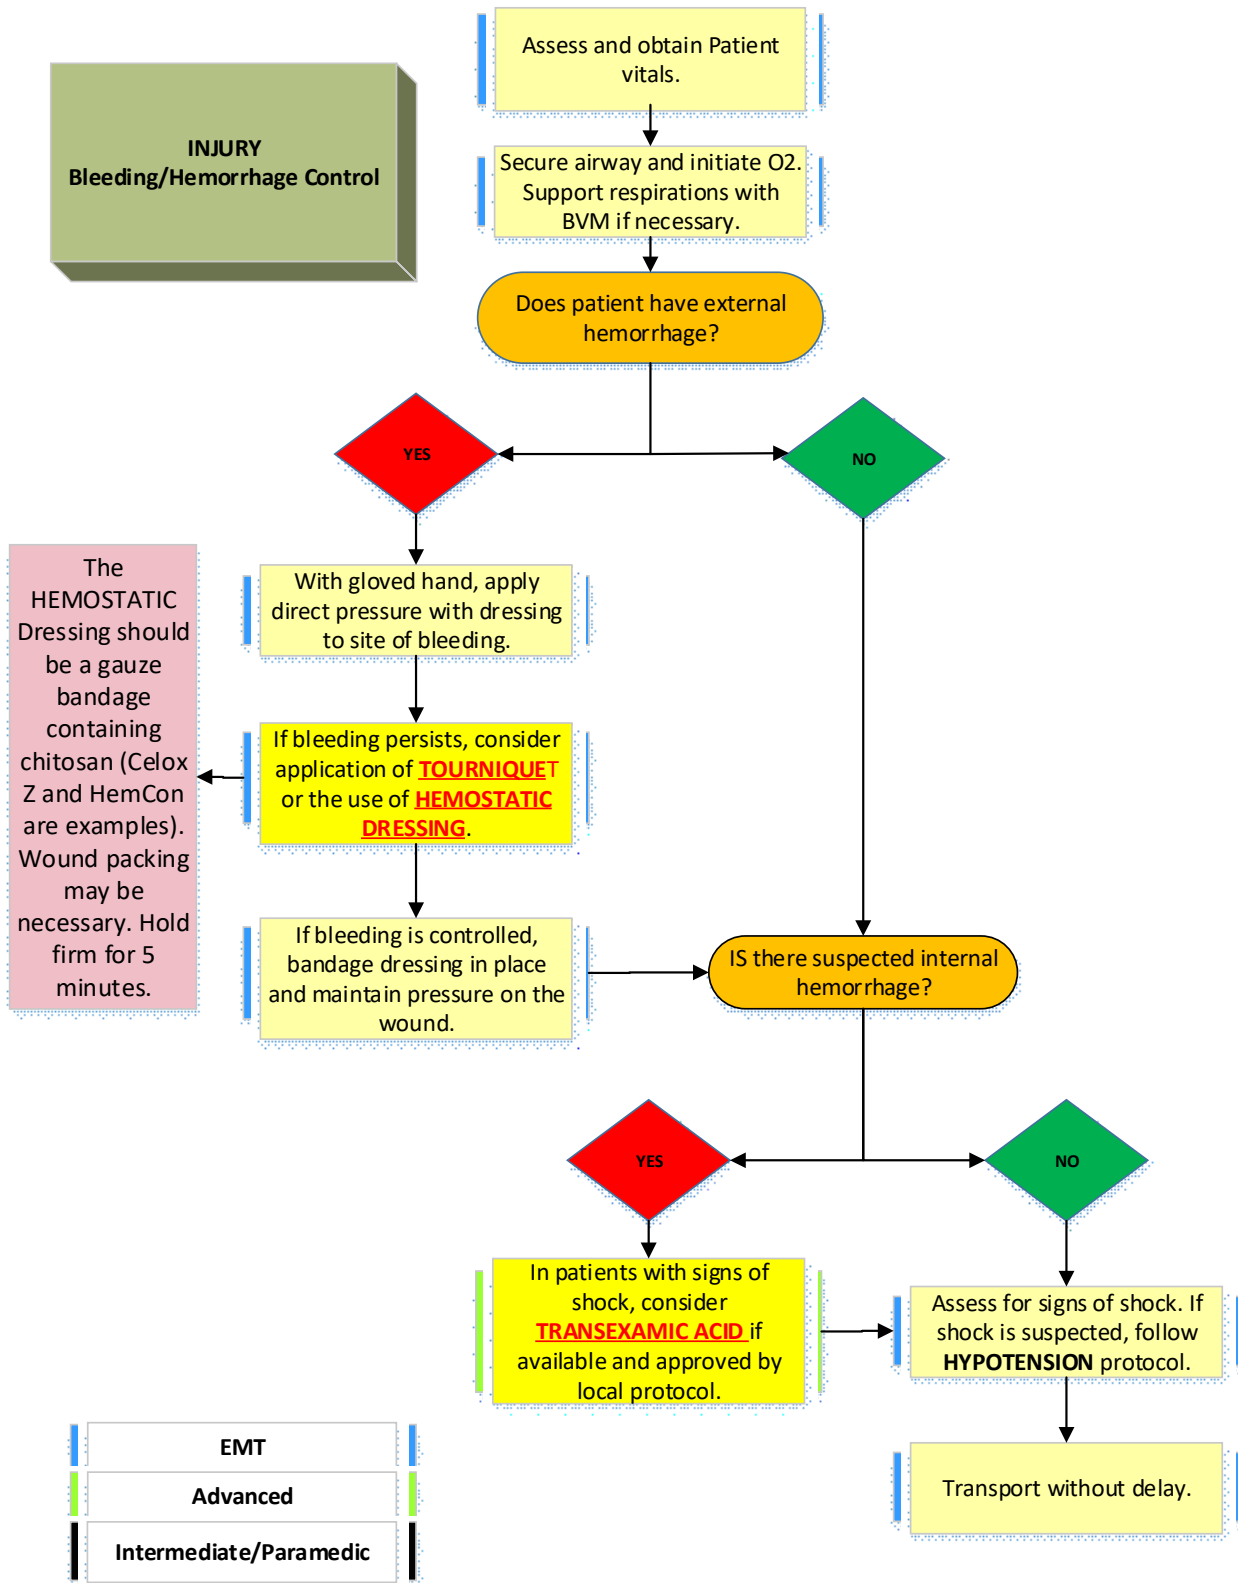 Assess and obtain Patient
vitals.
INJURY
Bleeding/Hemorrhage Control
Secure airway and initiate O2.
Support respirations with
BVM if necessary.
Does patient have external
hemorrhage?
YES
NO
The
HEMOSTATIC
Dressing should
be a gauze
bandage
containing
chitosan (Celox
Z and HemCon
are examples).
Wound packing
may be
necessary. Hold
firm for 5
minutes.
With gloved hand, apply
direct pressure with dressing
to site of bleeding.
If bleeding persists, consider
application of TOURNIQUET
or the use of HEMOSTATIC
DRESSING.
If bleeding is controlled,
bandage dressing in place
and maintain pressure on the
wound.
IS there suspected internal
hemorrhage?
YES
NO
In patients with signs of
shock, consider
TRANSEXAMIC ACID if
available and approved by
local protocol.
Assess for signs of shock. If
shock is suspected, follow
HYPOTENSION protocol.
Transport without delay.
EMT
Advanced
Intermediate/Paramedic